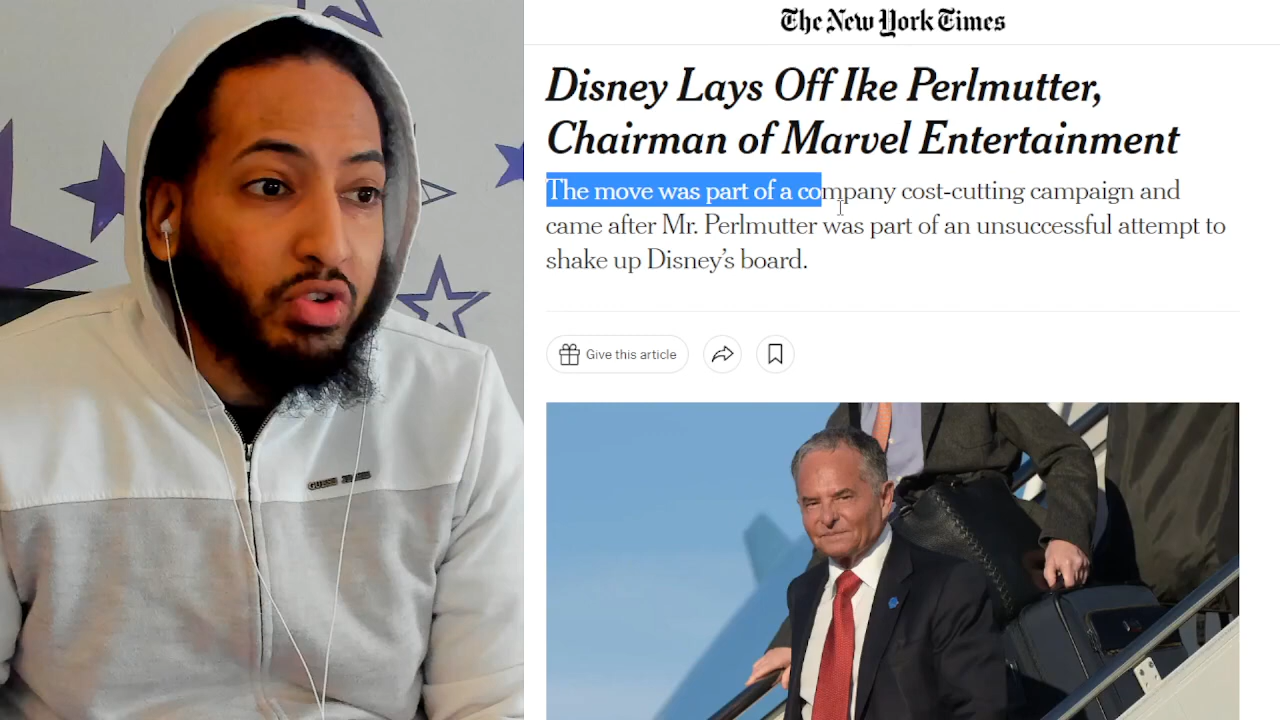 The New York Times
Disney Lays Off Ike Perlmutter,
Chairman of Marvel Entertainment
The move was part of a company cost-cutting campaign and
came after Mr. Perlmutter was part of an unsuccessful attempt to
shake up Disney's board.
Give this article
GUESS